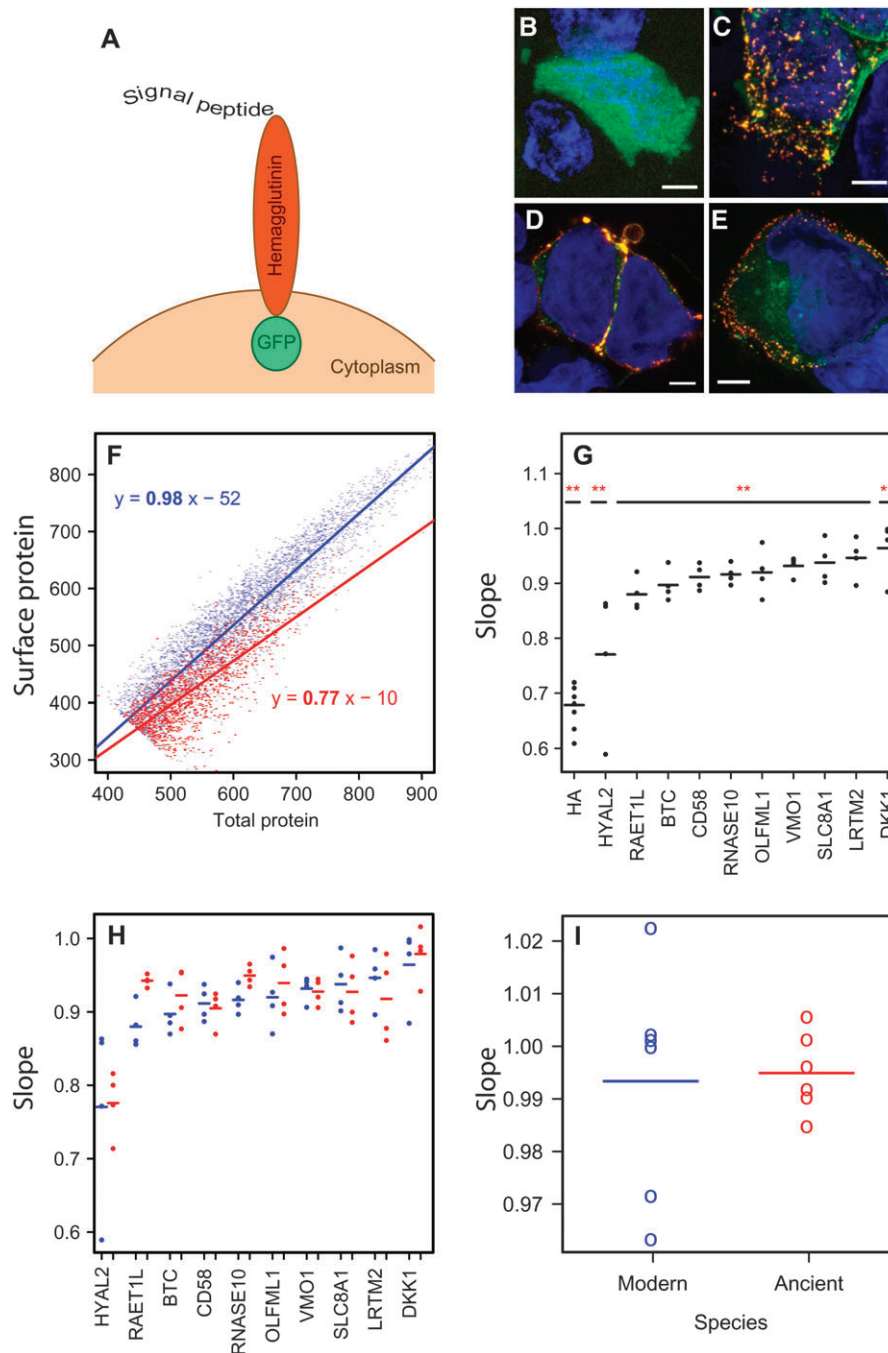 A
Signal peptide
Hemagglutinin
GFP
Cytoplasm
B
C
D
E
F
800
700
600
500
400
300
Surface protein
y = 0.98 x − 52
y = 0.77 x − 10
400 500 600 700 800 900
Total protein
G
1.1
1.0
0.9
0.8
0.7
0.6
Slope
** ** ** *
HA
HYAL2
RAET1L
BTC
CD58
RNASE10
OLFML1
VMO1
SLC8A1
LRTM2
DKK1
H
1.0
0.9
0.8
0.7
0.6
Slope
HYAL2
RAET1L
BTC
CD58
RNASE10
OLFML1
VMO1
SLC8A1
LRTM2
DKK1
I
1.02
1.01
1.00
0.99
0.98
0.97
Slope
Modern Ancient
Species